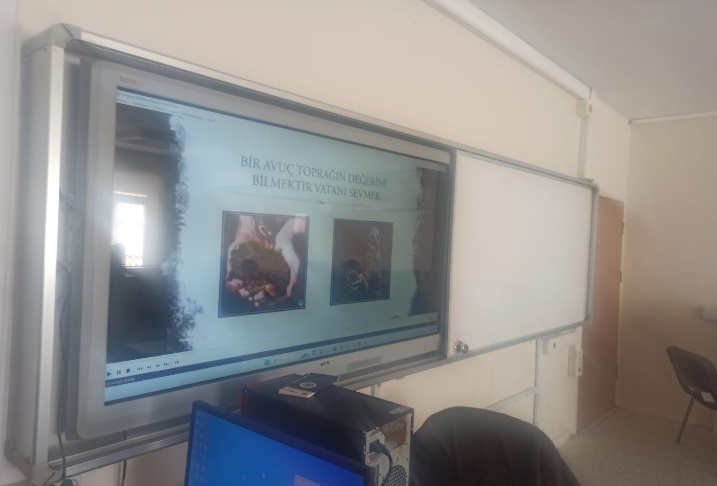 BİR AVUÇ TOPRAĞIN DEĞERİNİ
BİLMEKTİR VATANI SEVMEK